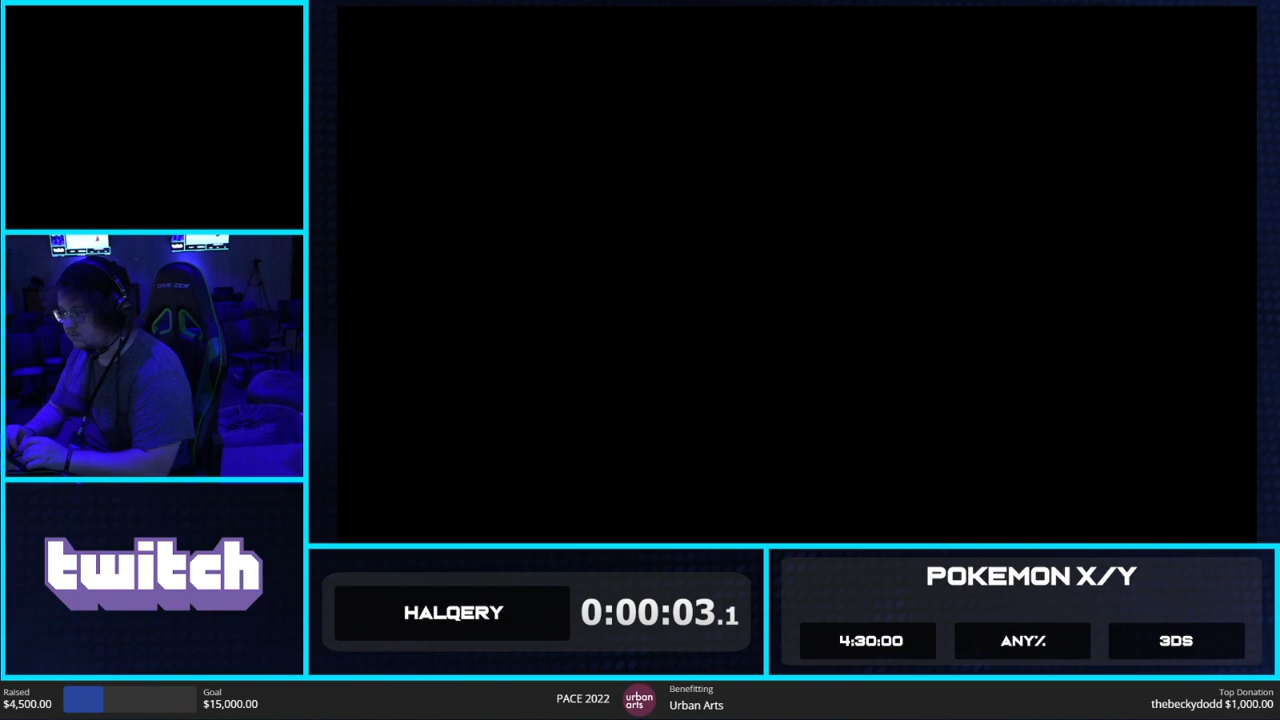 twitch
HALQERY
0:00:03.1
POKEMON X/Y
4:30:00
ANY%
3DS
Raised
$4,500.00
Goal
$15,000.00
PACE 2022
urban
arts
Benefitting
Urban Arts
Top Donation
thebeckydodd $1,000.00